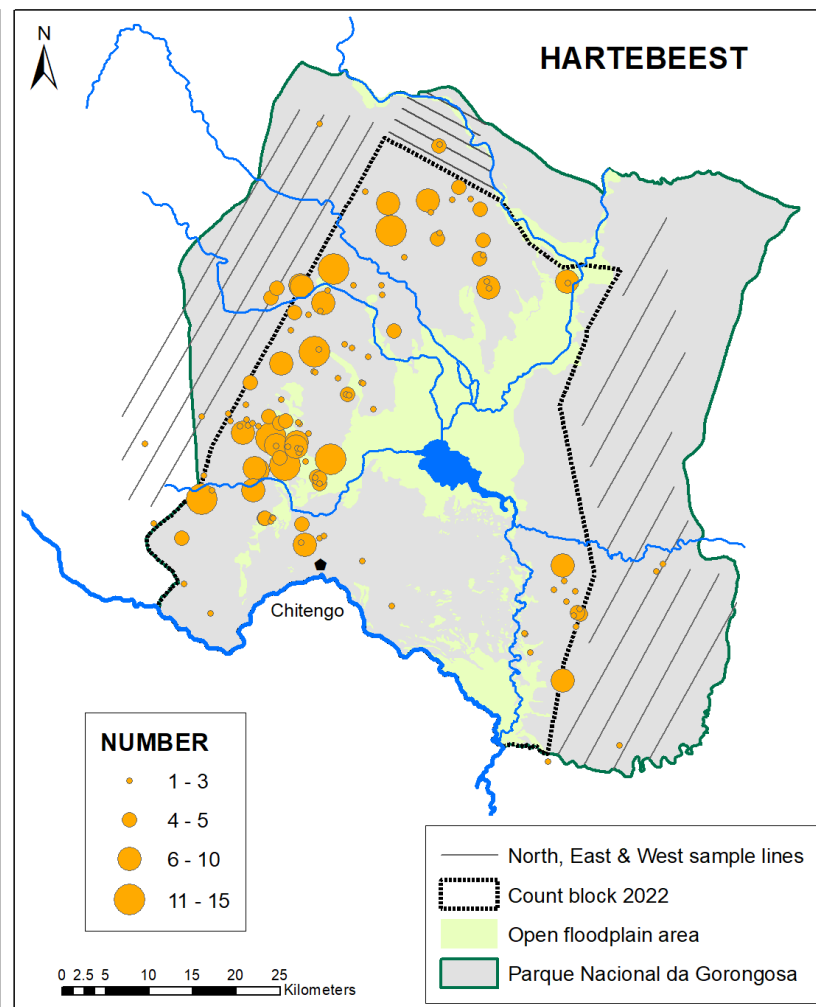 HARTEBEEST
N
Chitengo
NUMBER
1 - 3
4 - 5
6 - 10
11 - 15
0 2.5 5 10 15 20 25
Kilometers
North, East & West sample lines
Count block 2022
Open floodplain area
Parque Nacional da Gorongosa